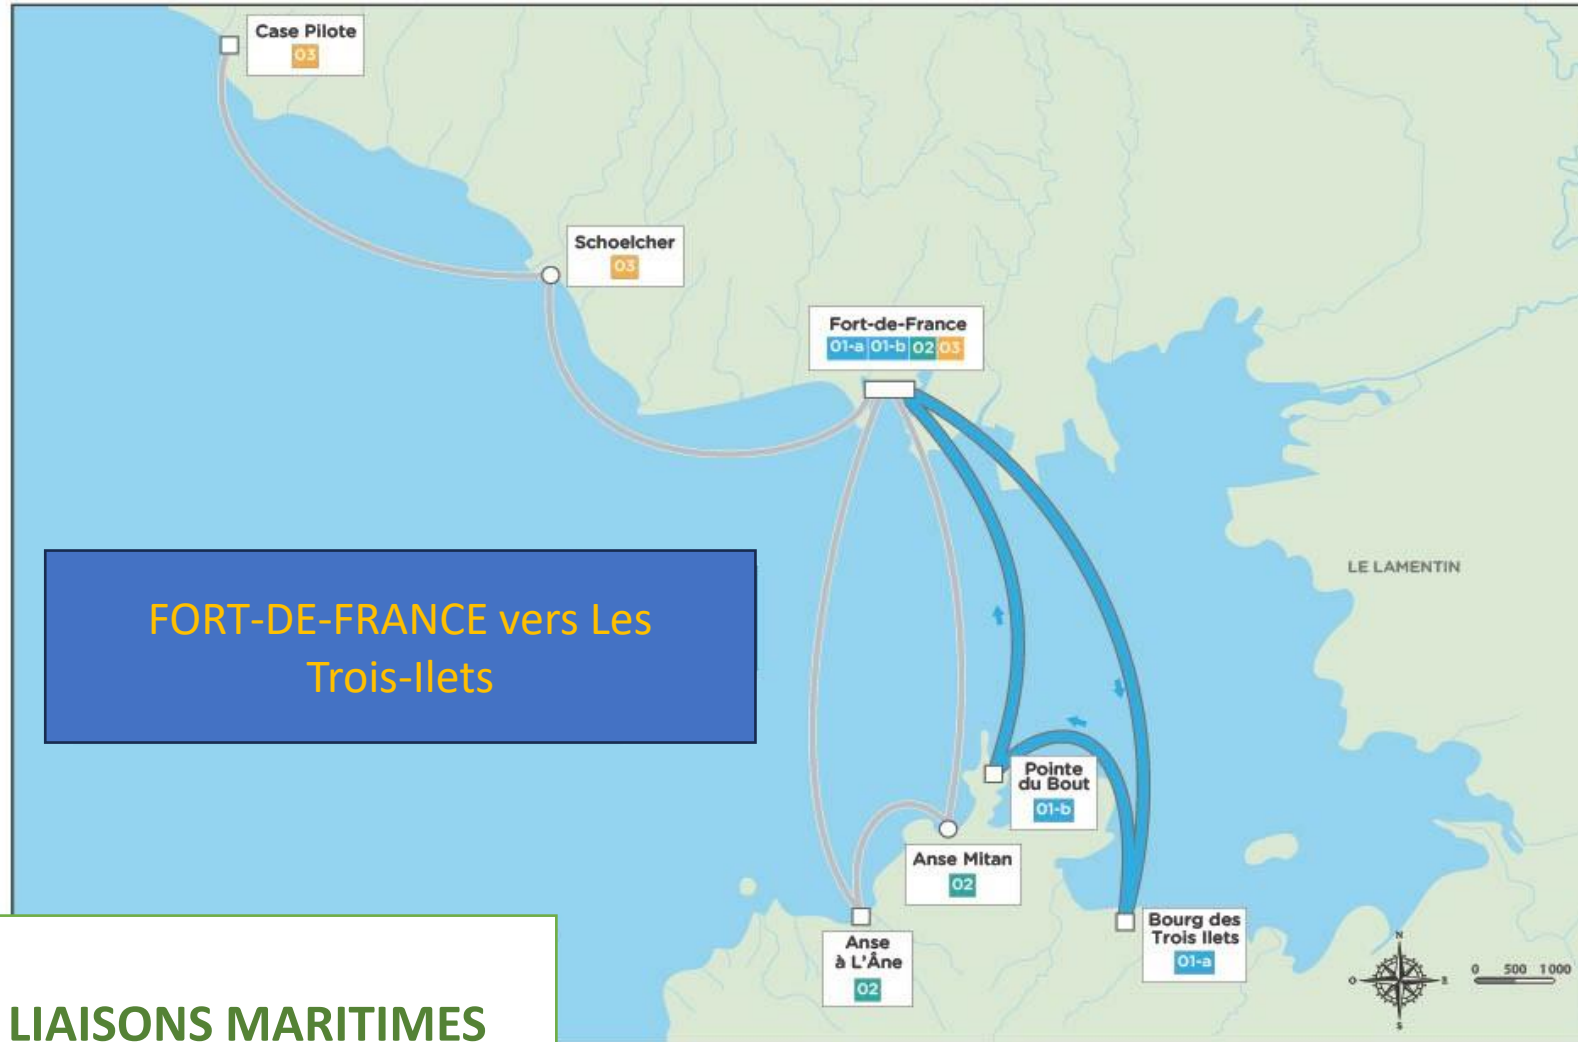 Case Pilote
03
Schoelcher
03
Fort-de-France
01-a 01-b 02 03
LE LAMENTIN
FORT-DE-FRANCE vers Les
Trois-Ilets
Pointe
du Bout
01-b
Anse Mitan
02
Anse
à L'Âne
02
Bourg des
Trois Ilets
01-a
N
O
E
S
0 500 1000
LIAISONS MARITIMES